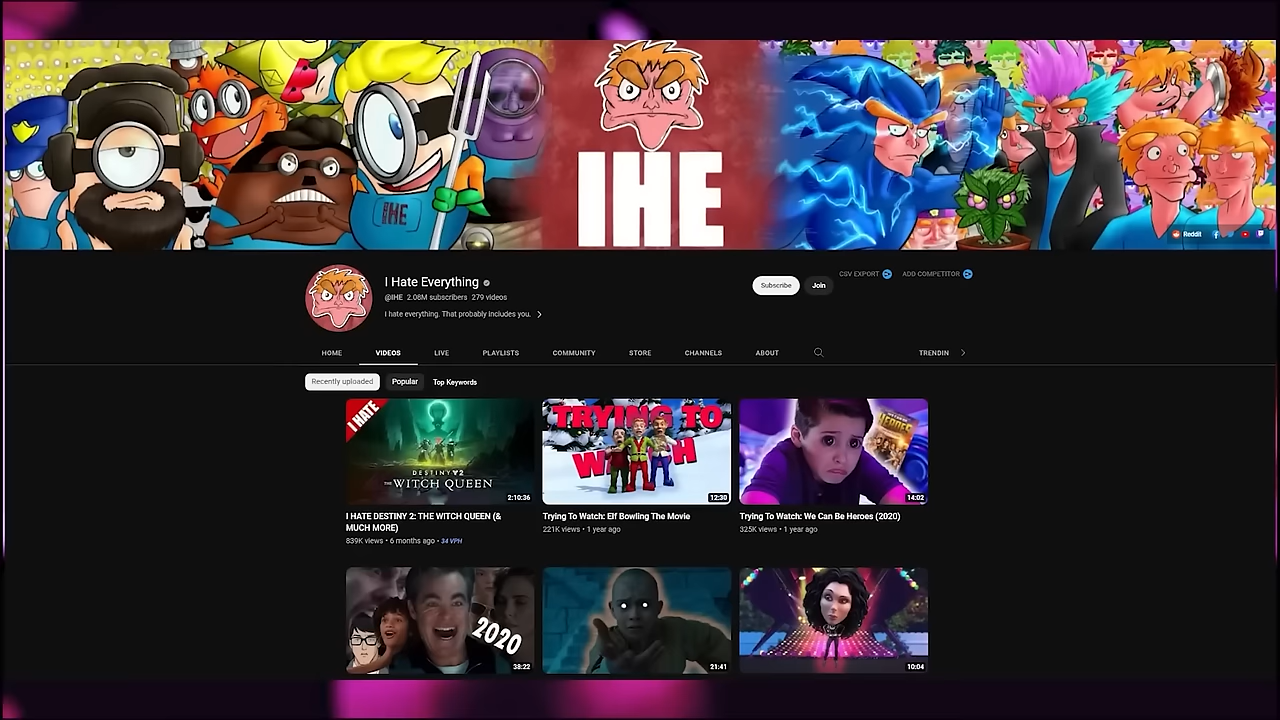 IHE
IHE
Reddit
I Hate Everything
@IHE 2.08M subscribers 279 videos
I hate everything. That probably includes you.
Subscribe
Join
CSV EXPORT
ADD COMPETITOR
HOME VIDEOS LIVE PLAYLISTS COMMUNITY STORE CHANNELS ABOUT TRENDIN
Recently uploaded Popular Top Keywords
I HATE
DESTINY 2
THE WITCH QUEEN
2:10:36
TRYING TO
W H
12:30
HEROES
14:02
I HATE DESTINY 2: THE WITCH QUEEN (&
MUCH MORE)
839K views • 6 months ago • 34 VPH
Trying To Watch: Elf Bowling The Movie
221K views • 1 year ago
Trying To Watch: We Can Be Heroes (2020)
325K views • 1 year ago
2020
38:22
21:41
10:04